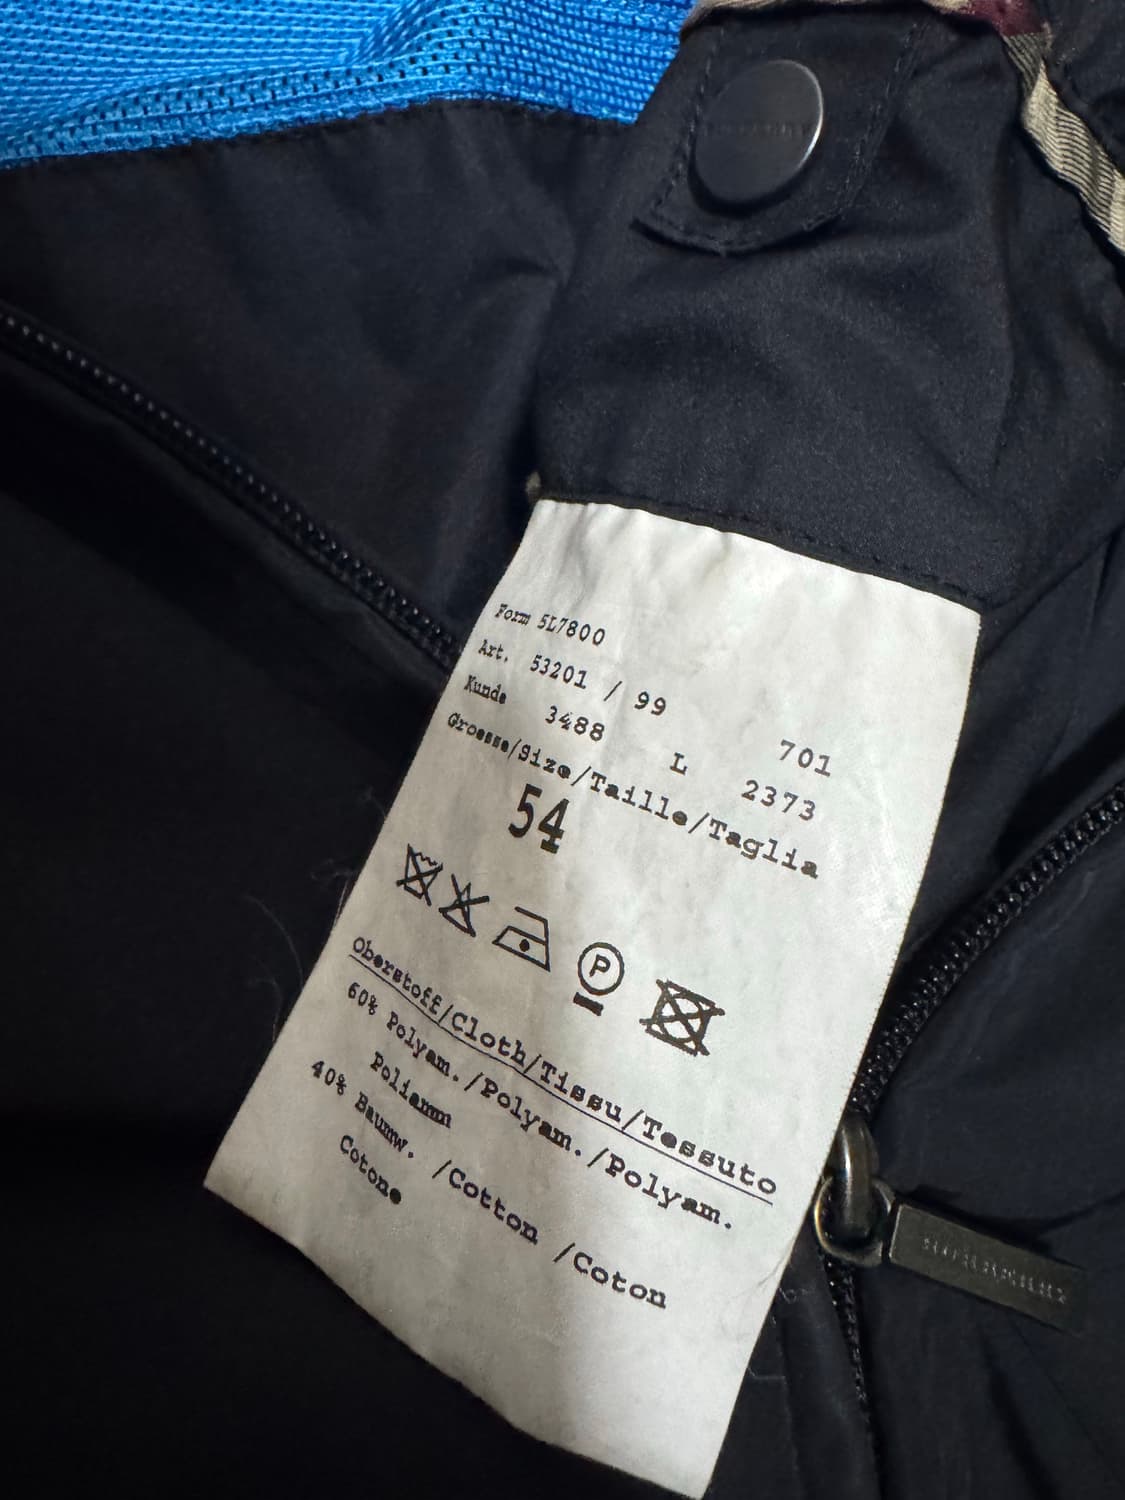 Form 5L7800
Art. 53201 / 99 701
Kunde 3488 L 2373
Groesse/Size/Taille/Taglia
54
P
Oberstoff/Cloth/Tissu/Tessuto
60% Polyam./Polyam./Polyam.
Poliamm
40% Baumw. /Cotton /Coton
Cotone